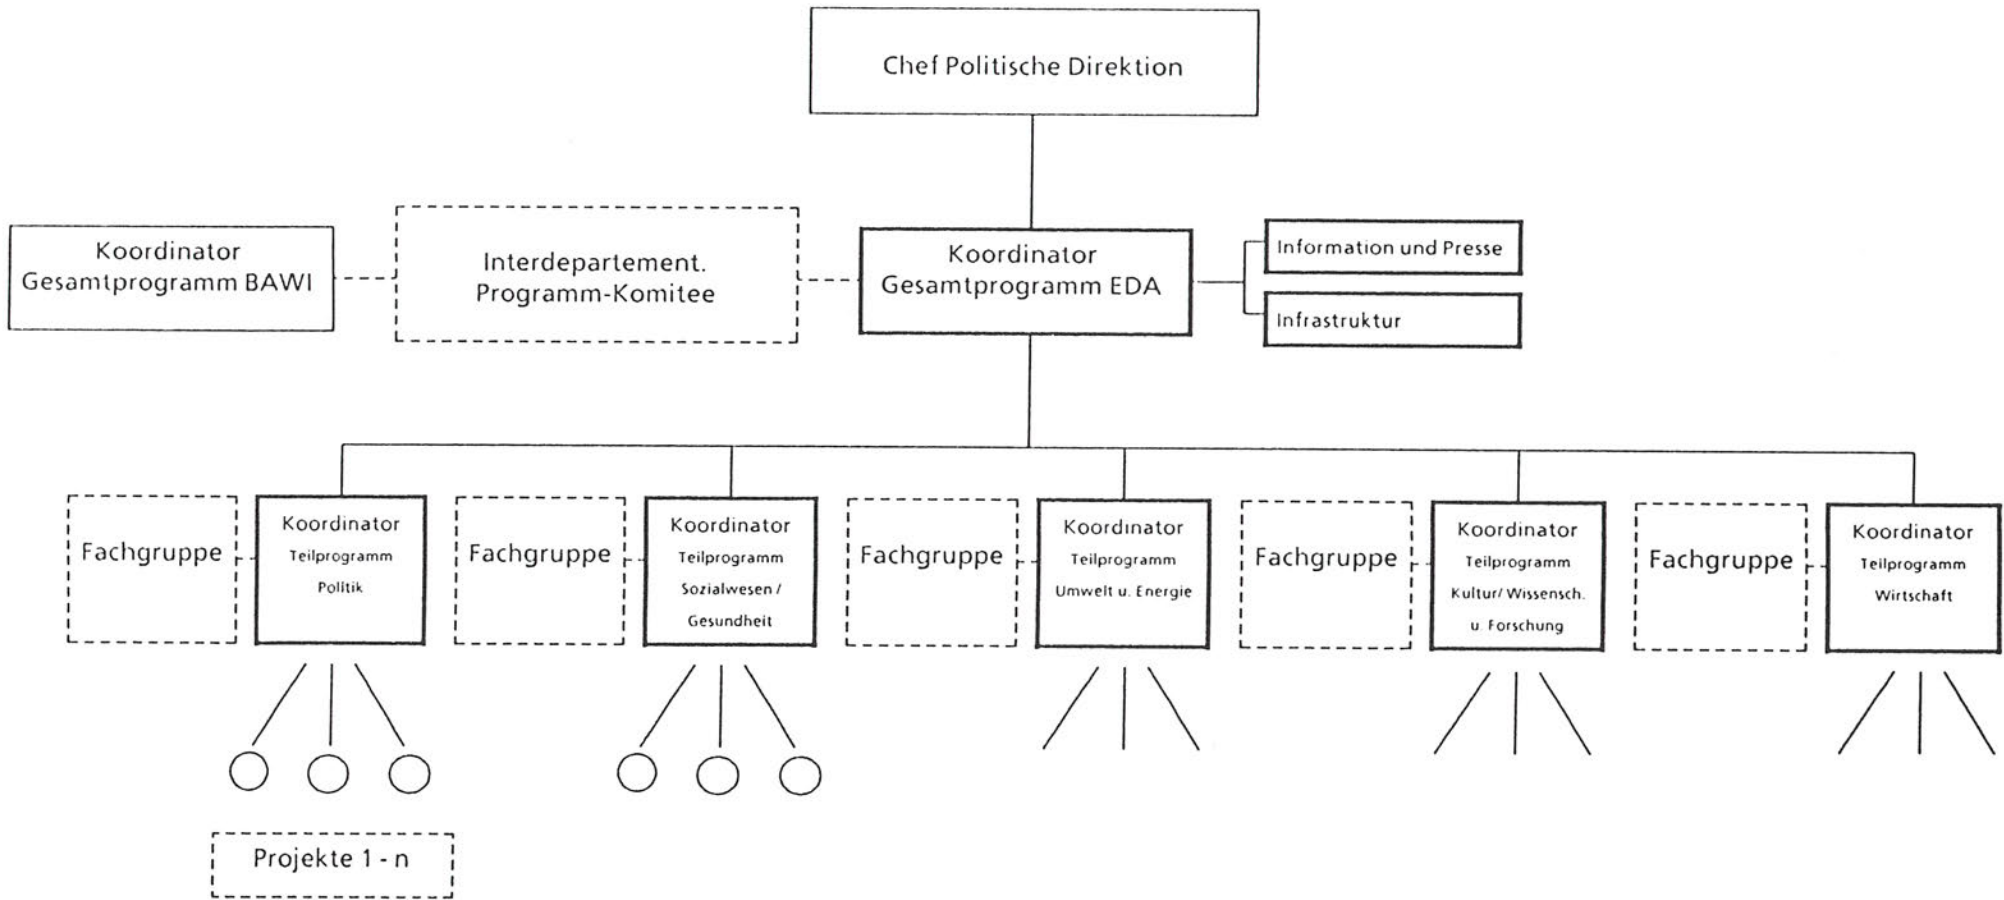 Chef Politische Direktion
Koordinator
Gesamtprogramm BAWI
Interdepartement.
Programm-Komitee
Koordinator
Gesamtprogramm EDA
Information und Presse
Infrastruktur
Fachgruppe
Koordinator
Teilprogramm
Politik
Fachgruppe
Koordinator
Teilprogramm
Sozialwesen /
Gesundheit
Fachgruppe
Koordinator
Teilprogramm
Umwelt u. Energie
Fachgruppe
Koordinator
Teilprogramm
Kultur/ Wissensch.
u. Forschung
Fachgruppe
Koordinator
Teilprogramm
Wirtschaft
Projekte 1 - n